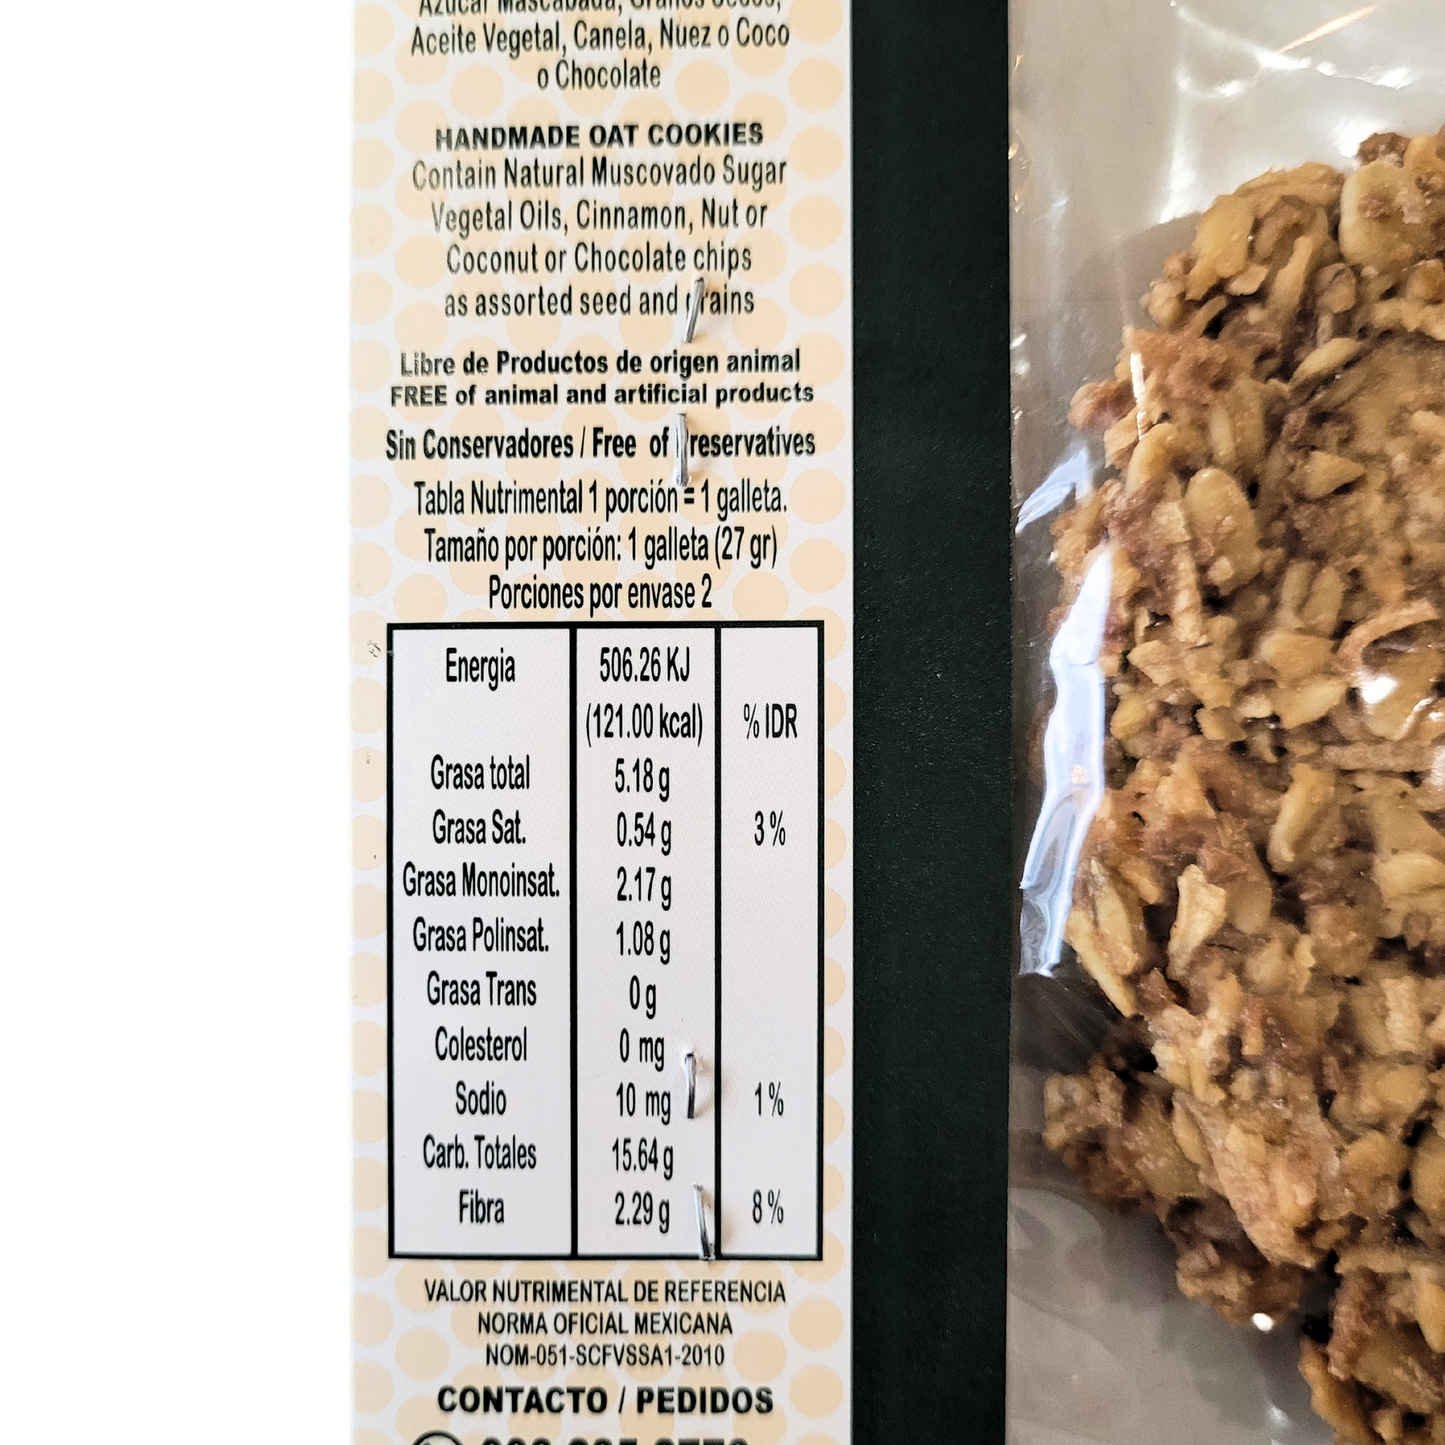 Azúcar Mascabada, Granos Secos,
Aceite Vegetal, Canela, Nuez o Coco
o Chocolate
HANDMADE OAT COOKIES
Contain Natural Muscovado Sugar
Vegetal Oils, Cinnamon, Nut or
Coconut or Chocolate chips
as assorted seed and grains
Libre de Productos de origen animal
FREE of animal and artificial products
Sin Conservadores / Free of Preservatives
Tabla Nutrimental 1 porción = 1 galleta.
Tamaño por porción: 1 galleta (27 gr)
Porciones por envase 2
Energia 506.26 KJ
(121.00 kcal) % IDR
Grasa total 5.18 g
Grasa Sat. 0.54 g 3 %
Grasa Monoinsat. 2.17 g
Grasa Polinsat. 1.08 g
Grasa Trans 0 g
Colesterol 0 mg
Sodio 10 mg 1 %
Carb. Totales 15.64 g
Fibra 2.29 g 8 %
VALOR NUTRIMENTAL DE REFERENCIA
NORMA OFICIAL MEXICANA
NOM-051-SCFVSSA1-2010
CONTACTO / PEDIDOS